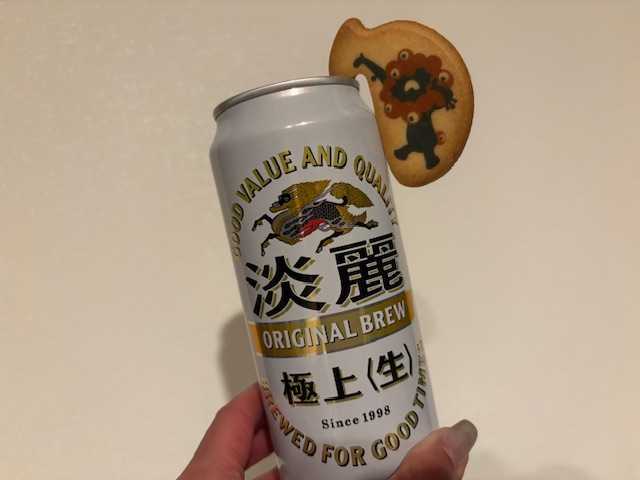 GOOD VALUE AND QUALITY
淡麗
ORIGINAL BREW
極上〈生〉
Since 1998
BREWED FOR GOOD TIMES